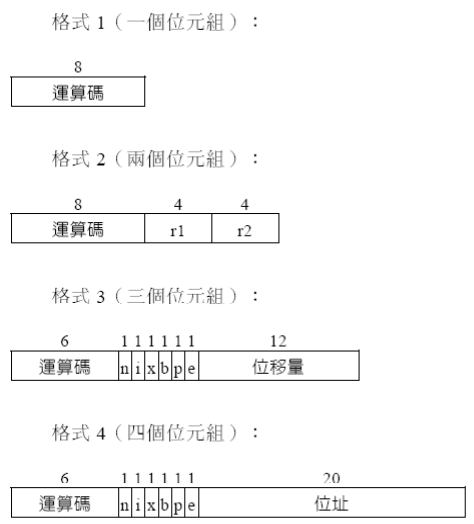 格式 1（一個位元組）：
8
運算碼
格式 2（兩個位元組）：
8 4 4
運算碼 r1 r2
格式 3（三個位元組）：
6 1 1 1 1 1 1 12
運算碼 n i x b p e 位移量
格式 4（四個位元組）：
6 1 1 1 1 1 1 20
運算碼 n i x b p e 位址